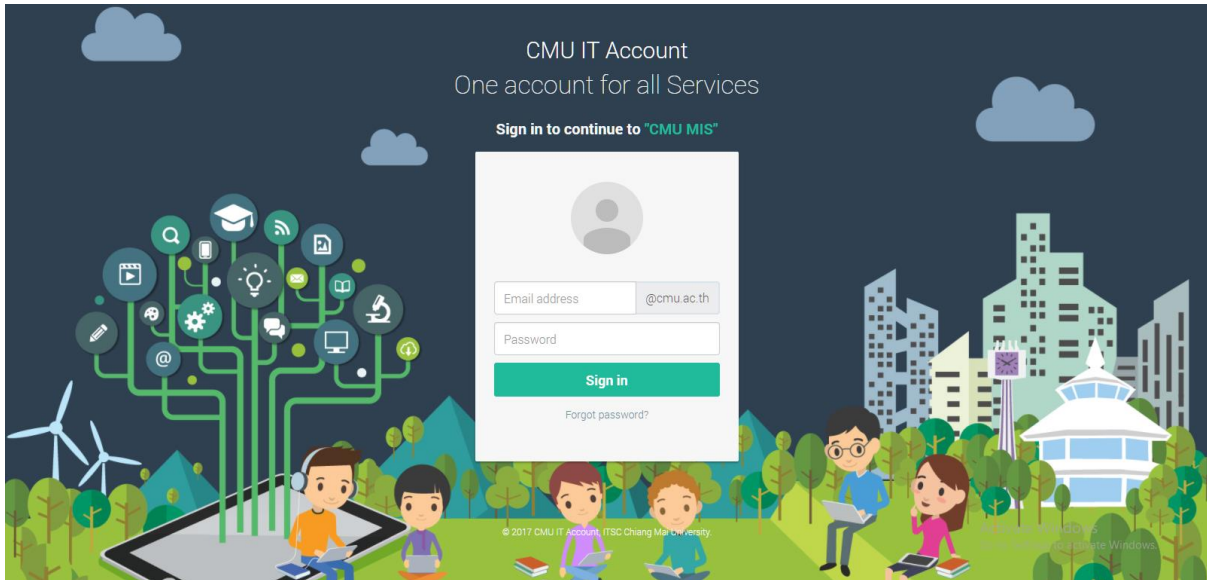 CMU IT Account
One account for all Services
Sign in to continue to "CMU MIS"
Email address @cmu.ac.th
Password
Sign in
Forgot password?
© 2017 CMU IT Account, ITSC Chiang Mai University.
@